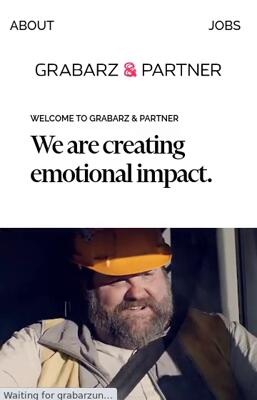 ABOUT JOBS
GRABARZ & PARTNER
WELCOME TO GRABARZ & PARTNER
We are creating
emotional impact.
Waiting for grabarzun...